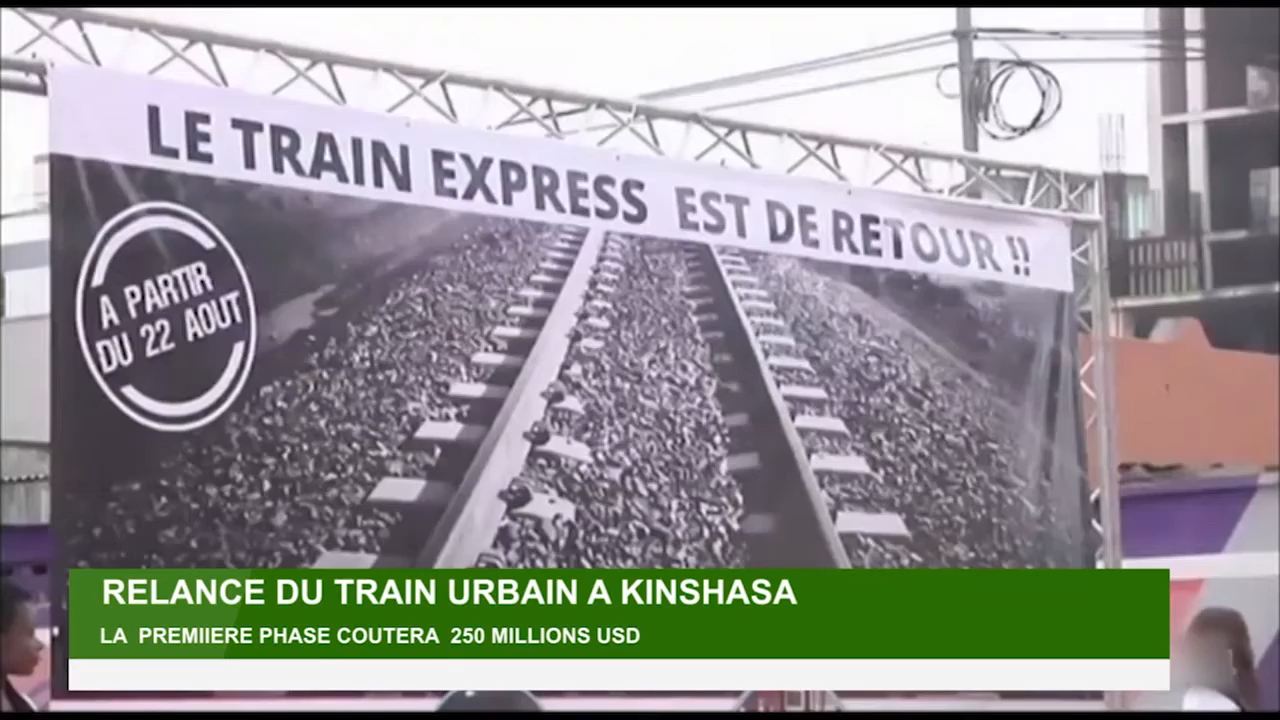 LE TRAIN EXPRESS EST DE RETOUR !!
A PARTIR
DU 22 AOUT
RELANCE DU TRAIN URBAIN A KINSHASA
LA PREMIIERE PHASE COUTERA 250 MILLIONS USD